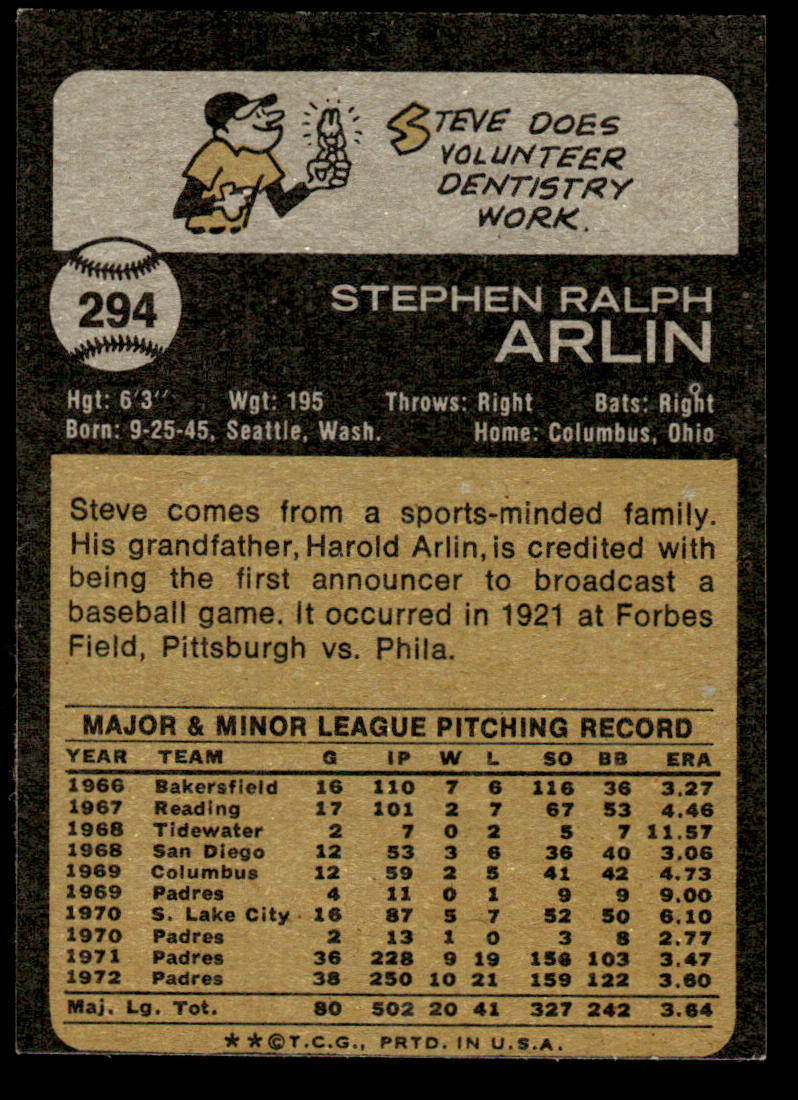 STEVE DOES
VOLUNTEER
DENTISTRY
WORK.
294
STEPHEN RALPH
ARLIN
Hgt: 6'3" Wgt: 195 Throws: Right Bats: Right
Born: 9-25-45, Seattle, Wash. Home: Columbus, Ohio
Steve comes from a sports-minded family.
His grandfather, Harold Arlin, is credited with
being the first announcer to broadcast a
baseball game. It occurred in 1921 at Forbes
Field, Pittsburgh vs. Phila.
MAJOR & MINOR LEAGUE PITCHING RECORD
YEAR TEAM G IP W L SO BB ERA
1966 Bakersfield 16 110 7 6 116 36 3.27
1967 Reading 17 101 2 7 67 53 4.46
1968 Tidewater 2 7 0 2 5 7 11.57
1968 San Diego 12 53 3 6 36 40 3.06
1969 Columbus 12 59 2 5 41 42 4.73
1969 Padres 4 11 0 1 9 9 9.00
1970 S. Lake City 16 87 5 7 52 50 6.10
1970 Padres 2 13 1 0 3 8 2.77
1971 Padres 36 228 9 19 156 103 3.47
1972 Padres 38 250 10 21 159 122 3.60
Maj. Lg. Tot. 80 502 20 41 327 242 3.64
**©T.C.G., PRTD. IN U.S.A.